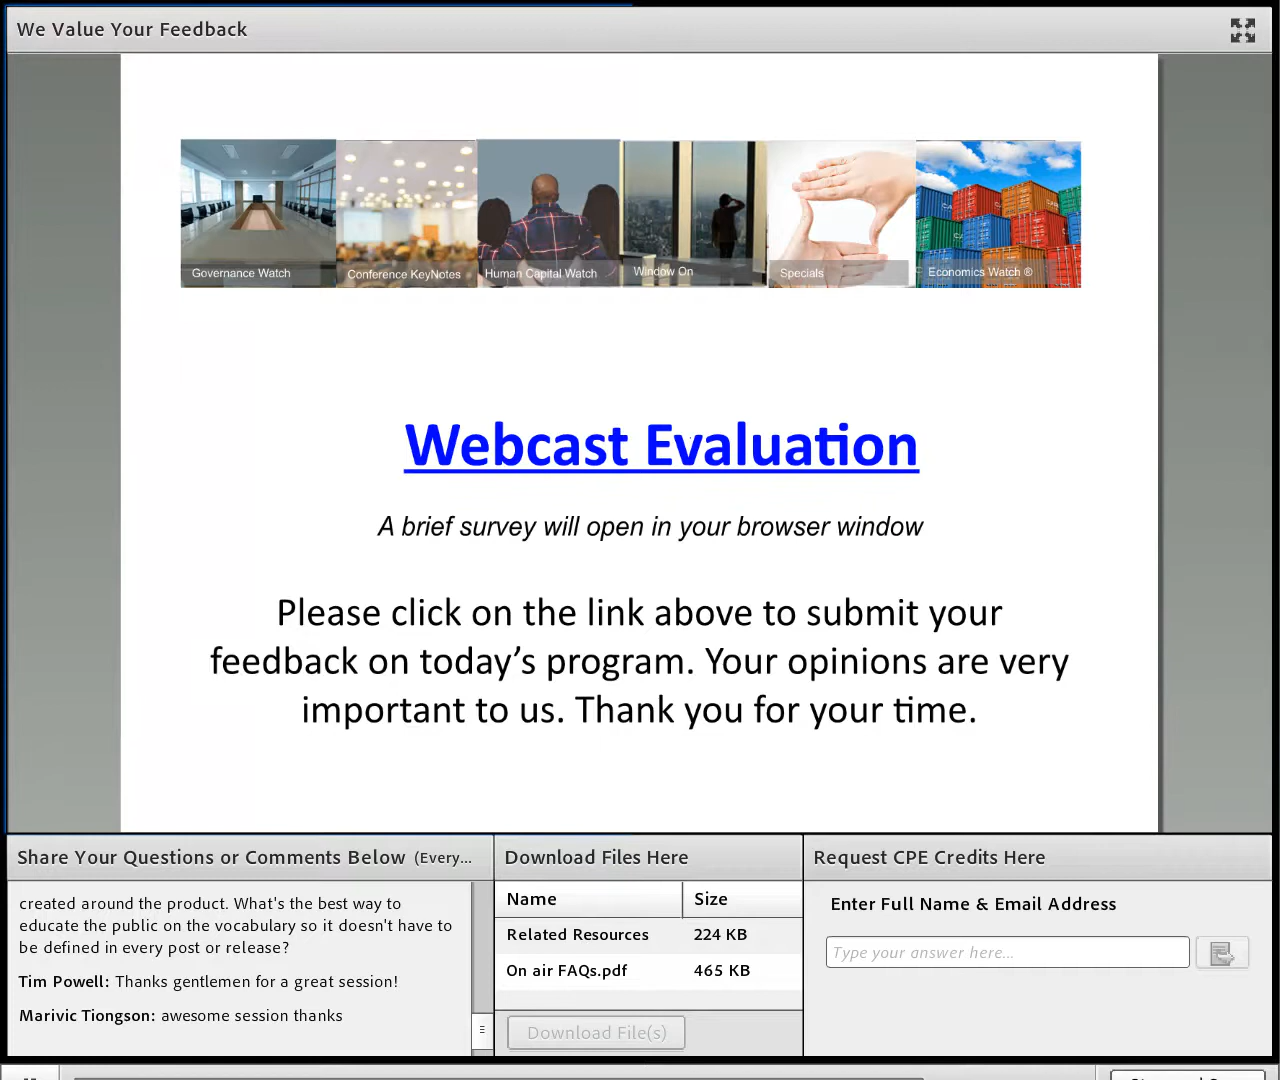 We Value Your Feedback
Governance Watch
Conference KeyNotes
Human Capital Watch
Window On
Specials
Economics Watch ®
Webcast Evaluation
A brief survey will open in your browser window
Please click on the link above to submit your
feedback on today's program. Your opinions are very
important to us. Thank you for your time.
Share Your Questions or Comments Below (Every...
created around the product. What's the best way to
educate the public on the vocabulary so it doesn't have to
be defined in every post or release?
Tim Powell: Thanks gentlemen for a great session!
Marivic Tiongson: awesome session thanks
Download Files Here
Name Size
Related Resources 224 KB
On air FAQs.pdf 465 KB
Download File(s)
Request CPE Credits Here
Enter Full Name & Email Address
Type your answer here...